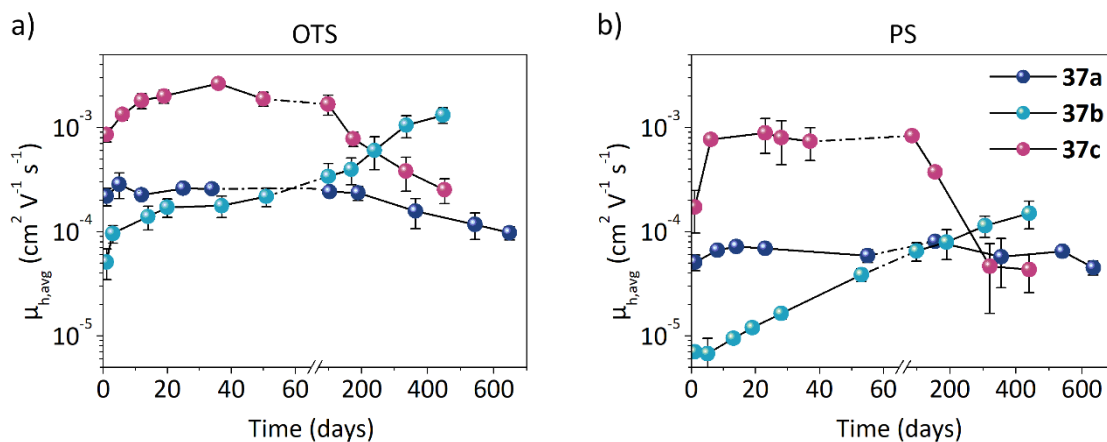 a)
OTS
μh,avg (cm² V⁻¹ s⁻¹)
10⁻³
10⁻⁴
10⁻⁵
0 20 40 60 200 400 600
Time (days)
b)
PS
37a
37b
37c
μh,avg (cm² V⁻¹ s⁻¹)
10⁻³
10⁻⁴
10⁻⁵
0 20 40 60 200 400 600
Time (days)